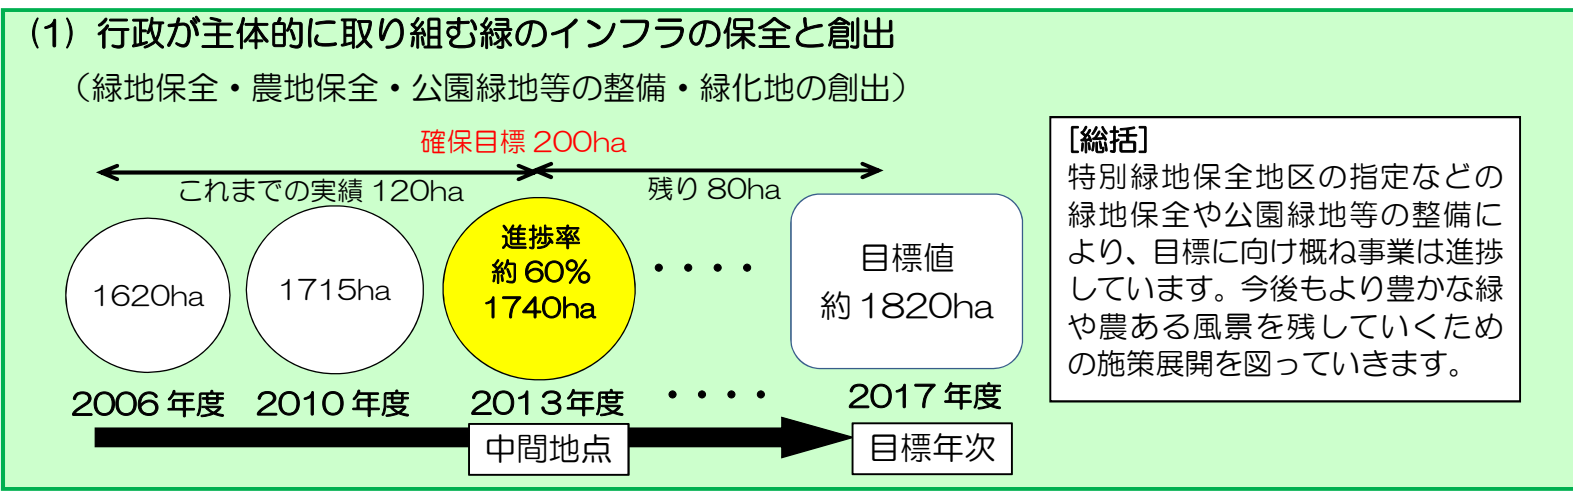 (1) 行政が主体的に取り組む緑のインフラの保全と創出
（緑地保全・農地保全・公園緑地等の整備・緑化地の創出）
確保目標 200ha
これまでの実績 120ha
残り 80ha
1620ha
1715ha
進捗率
約 60%
1740ha
・・・・
目標値
約 1820ha
2006 年度
2010 年度
2013年度
・・・・
2017 年度
中間地点
目標年次
[総括]
特別緑地保全地区の指定などの
緑地保全や公園緑地等の整備に
より、目標に向け概ね事業は進捗
しています。今後もより豊かな緑
や農ある風景を残していくため
の施策展開を図っていきます。